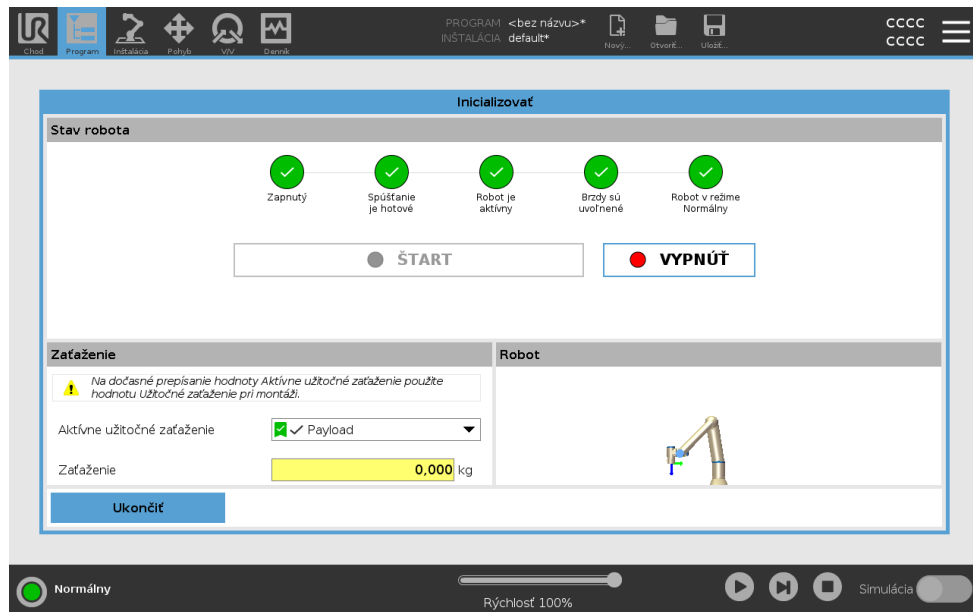 PROGRAM <bez názvu>*
INŠTALÁCIA default*
Chod
Program
Inštalácia
Pohyb
V/V
Denník
Nový...
Otvoriť...
Uložiť...
CCCC
CCCC
Inicializovať
Stav robota
Zapnutý
Spúšťanie
je hotové
Robot je
aktívny
Brzdy sú
uvoľnené
Robot v režime
Normálny
ŠTART
VYPNÚŤ
Zaťaženie
Robot
Na dočasné prepísanie hodnoty Aktívne užitočné zaťaženie použite
hodnotu Užitočné zaťaženie pri montáži.
Aktívne užitočné zaťaženie
Payload
Zaťaženie
0,000 kg
Ukončiť
Normálny
Rýchlosť 100%
Simulácia